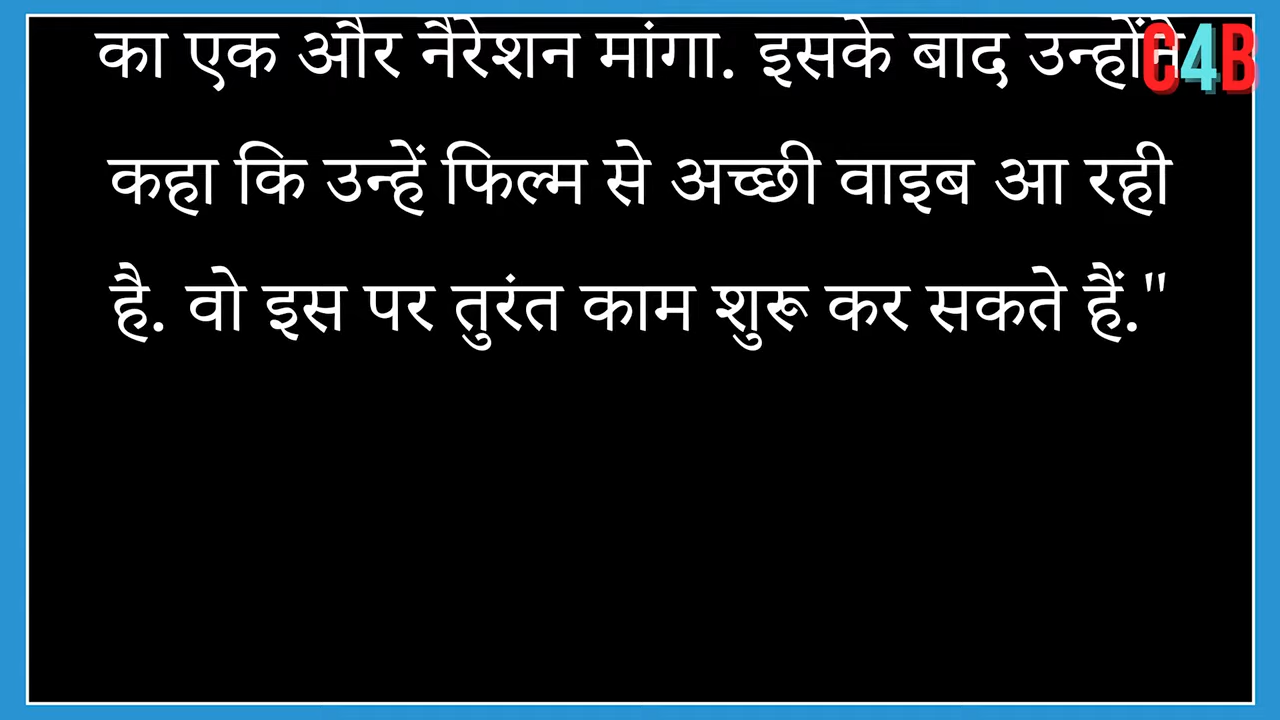 का एक और नैरेशन मांगा. इसके बाद उन्होंने
C4B
कहा कि उन्हें फिल्म से अच्छी वाइब आ रही
है. वो इस पर तुरंत काम शुरू कर सकते हैं."